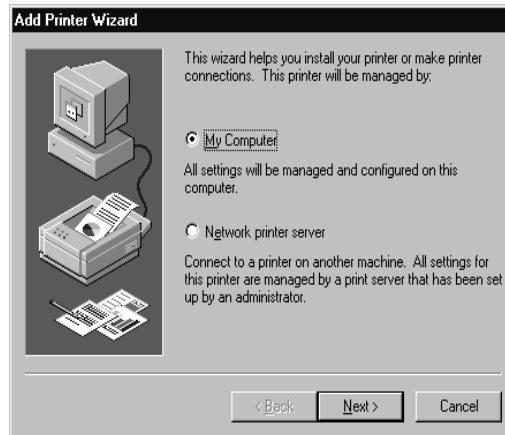 Add Printer Wizard
This wizard helps you install your printer or make printer
connections. This printer will be managed by:
My Computer
All settings will be managed and configured on this
computer.
Network printer server
Connect to a printer on another machine. All settings for
this printer are managed by a print server that has been set
up by an administrator.
< Back
Next >
Cancel